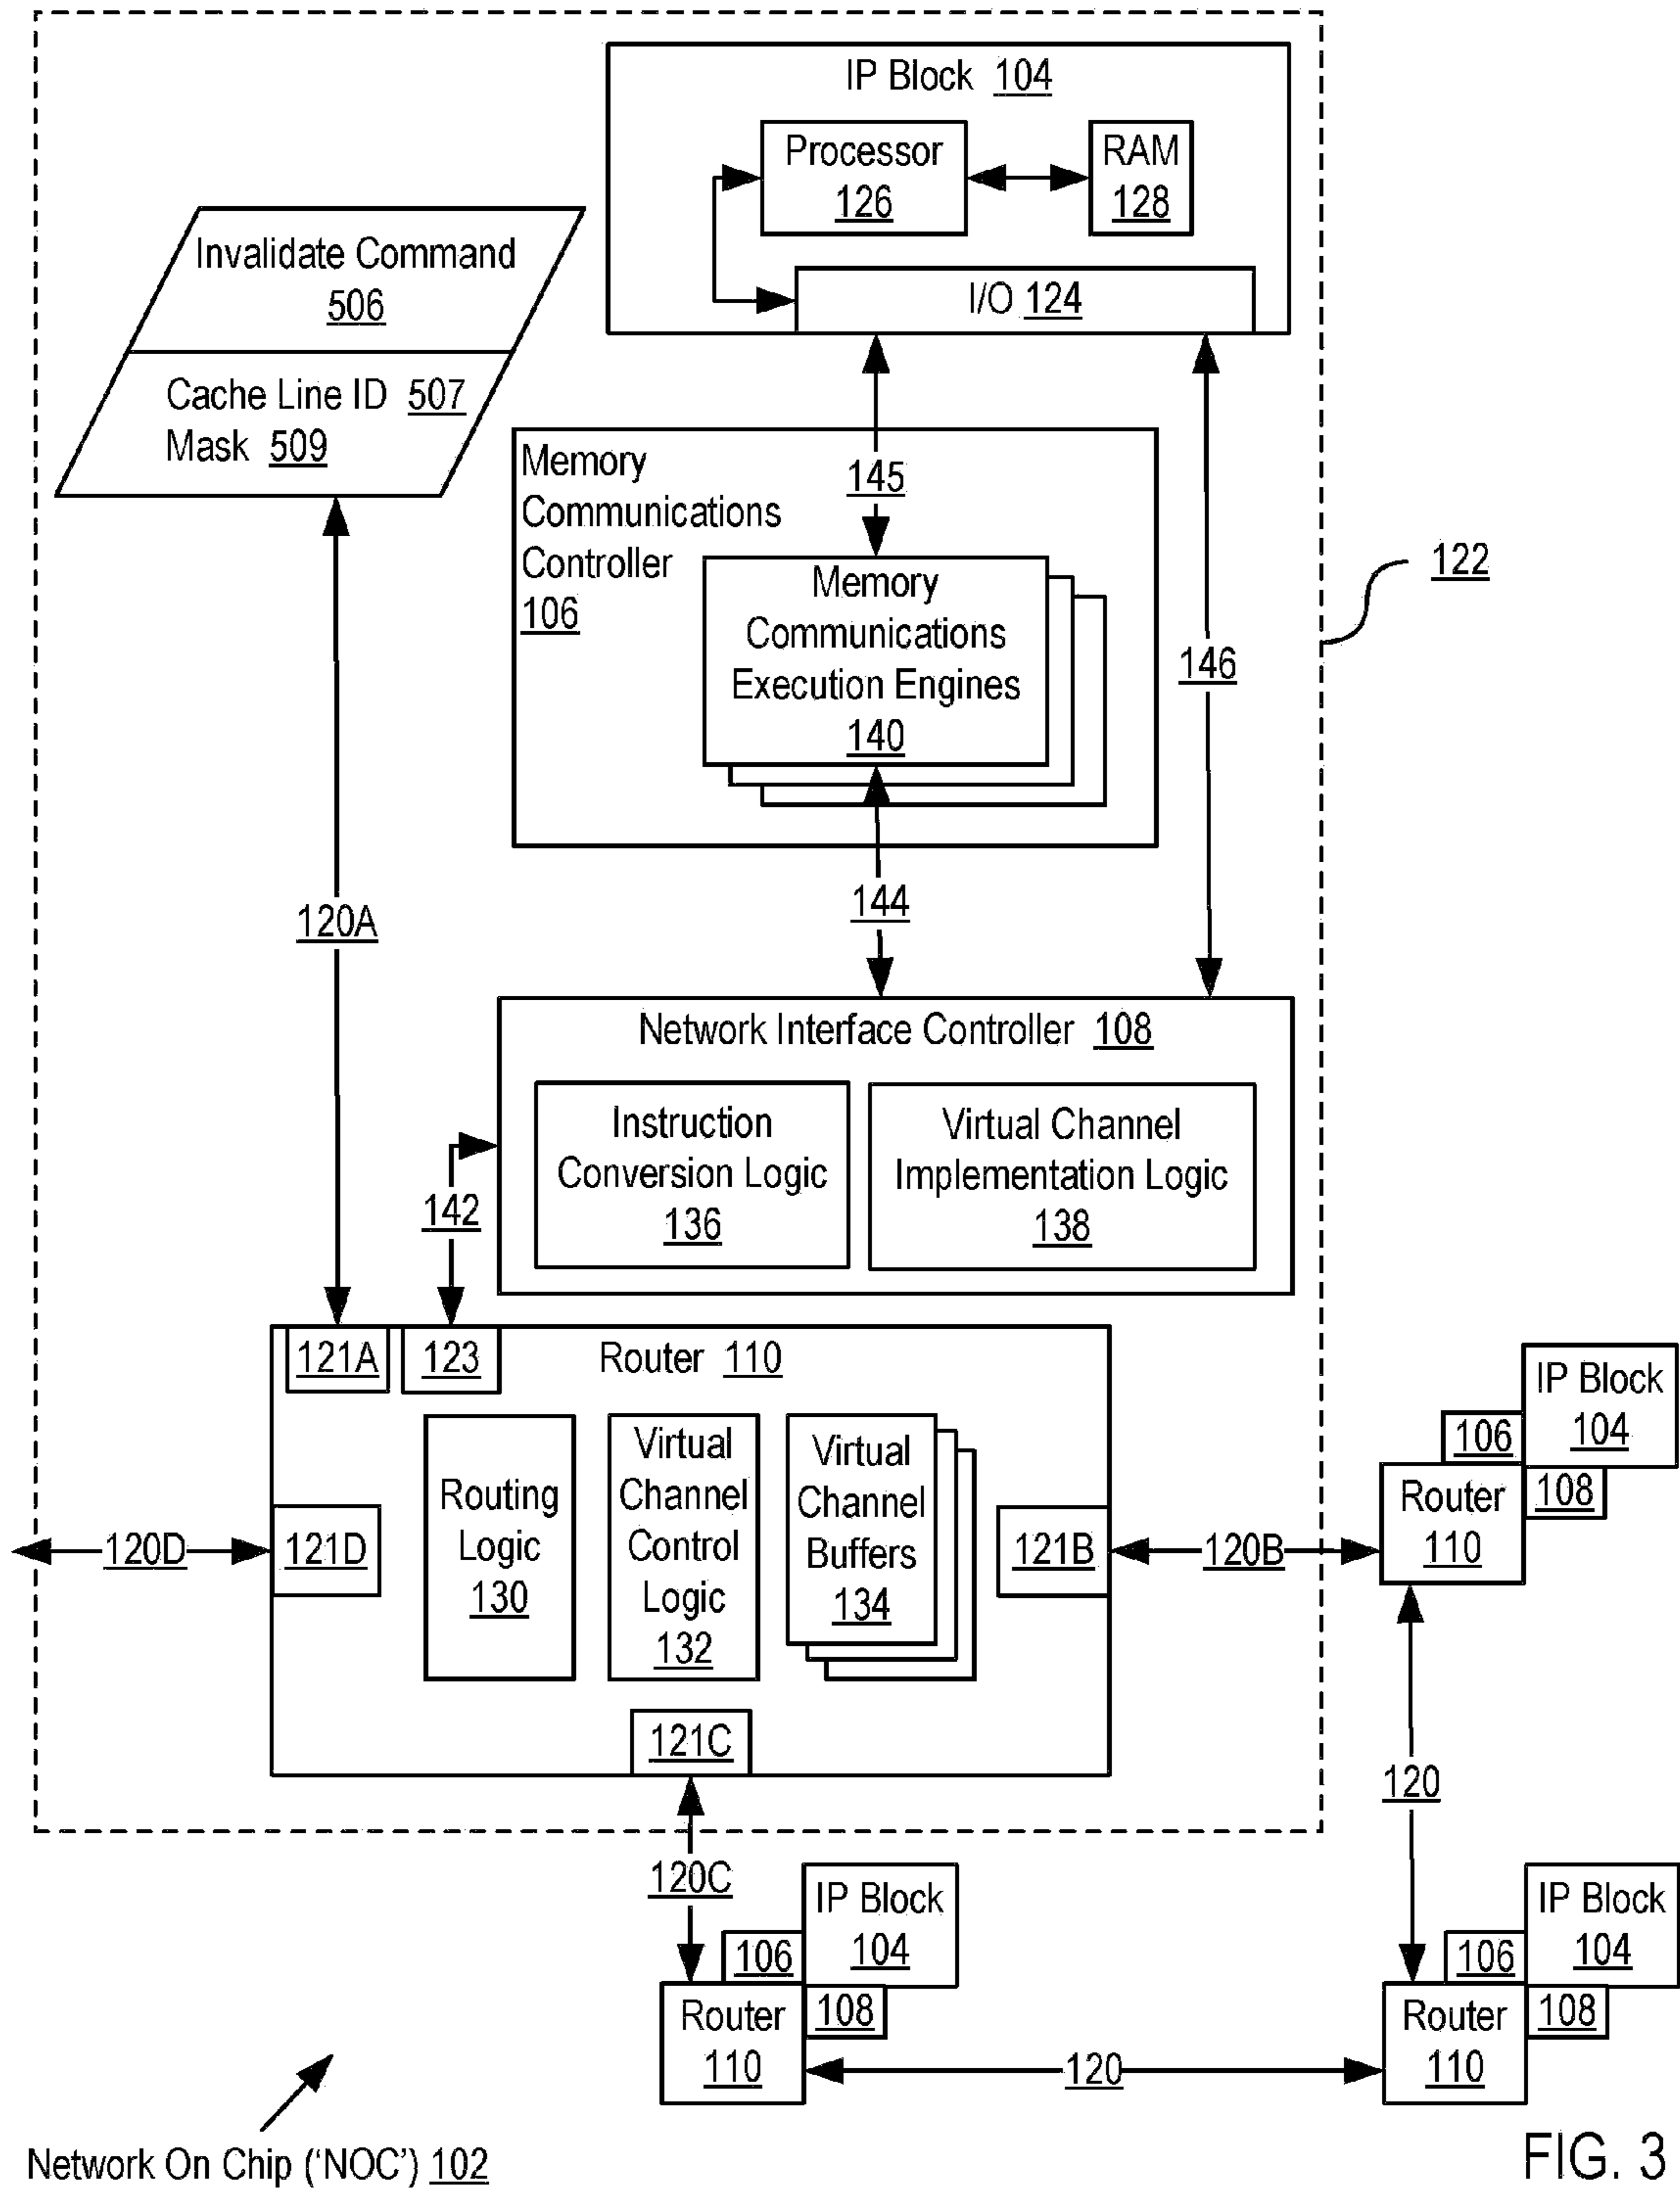 IP Block 104
Processor
126
RAM
128
I/O 124
Invalidate Command
506
Cache Line ID 507
Mask 509
Memory
Communications
Controller
106
145
Memory
Communications
Execution Engines
140
122
146
120A
144
Network Interface Controller 108
Instruction
Conversion Logic
136
Virtual Channel
Implementation Logic
138
142
121A
123
Router 110
Routing
Logic
130
Virtual
Channel
Control
Logic
132
Virtual
Channel
Buffers
134
120D
121D
121B
120B
121C
IP Block
104
106
108
Router
110
120
120C
IP Block
104
106
108
Router
110
120
IP Block
104
106
108
Router
110
Network On Chip (‘NOC’) 102
FIG. 3